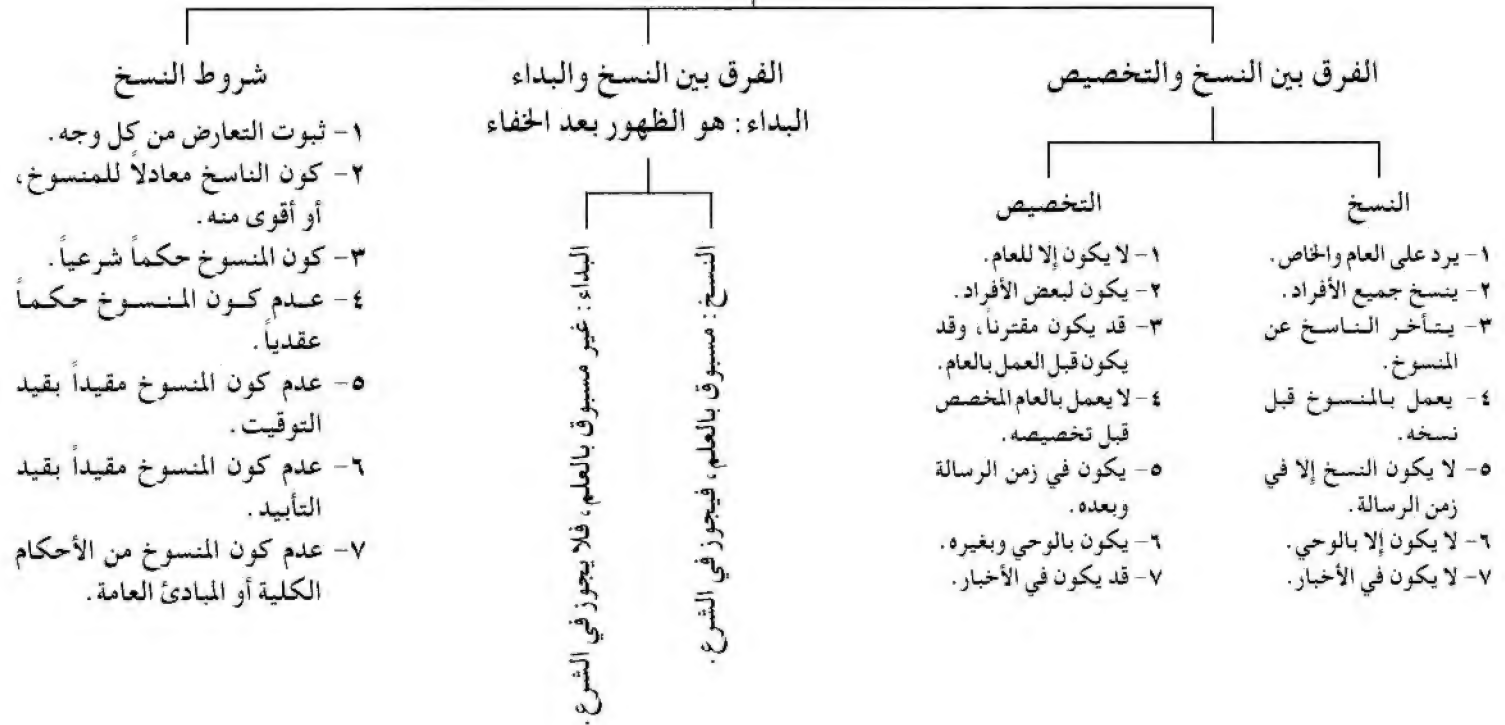 الفرق بين النسخ والتخصيص
النسخ
١- يرد على العام والخاص.
٢- ينسخ جميع الأفراد.
٣- يتأخر الناسخ عن
المنسوخ.
٤- يعمل بالمنسوخ قبل
نسخه.
٥- لا يكون النسخ إلا في
زمن الرسالة.
٦- لا يكون إلا بالوحي.
٧- لا يكون في الأخبار.
التخصيص
١- لا يكون إلا للعام.
٢- يكون لبعض الأفراد.
٣- قد يكون مقترناً، وقد
يكون قبل العمل بالعام.
٤- لا يعمل بالعام المخصص
قبل تخصيصه.
٥- يكون في زمن الرسالة
وبعده.
٦- يكون بالوحي وبغيره.
٧- قد يكون في الأخبار.
الفرق بين النسخ والبداء
البداء: هو الظهور بعد الخفاء
النسخ: مسبوق بالعلم، فيجوز في الشرع.
البداء: غير مسبوق بالعلم، فلا يجوز في الشرع.
شروط النسخ
١- ثبوت التعارض من كل وجه.
٢- كون الناسخ معادلاً للمنسوخ،
أو أقوى منه.
٣- كون المنسوخ حكماً شرعياً.
٤- عدم كون المنسوخ حكماً
عقدياً.
٥- عدم كون المنسوخ مقيداً بقيد
التوقيت.
٦- عدم كون المنسوخ مقيداً بقيد
التأبيد.
٧- عدم كون المنسوخ من الأحكام
الكلية أو المبادئ العامة.